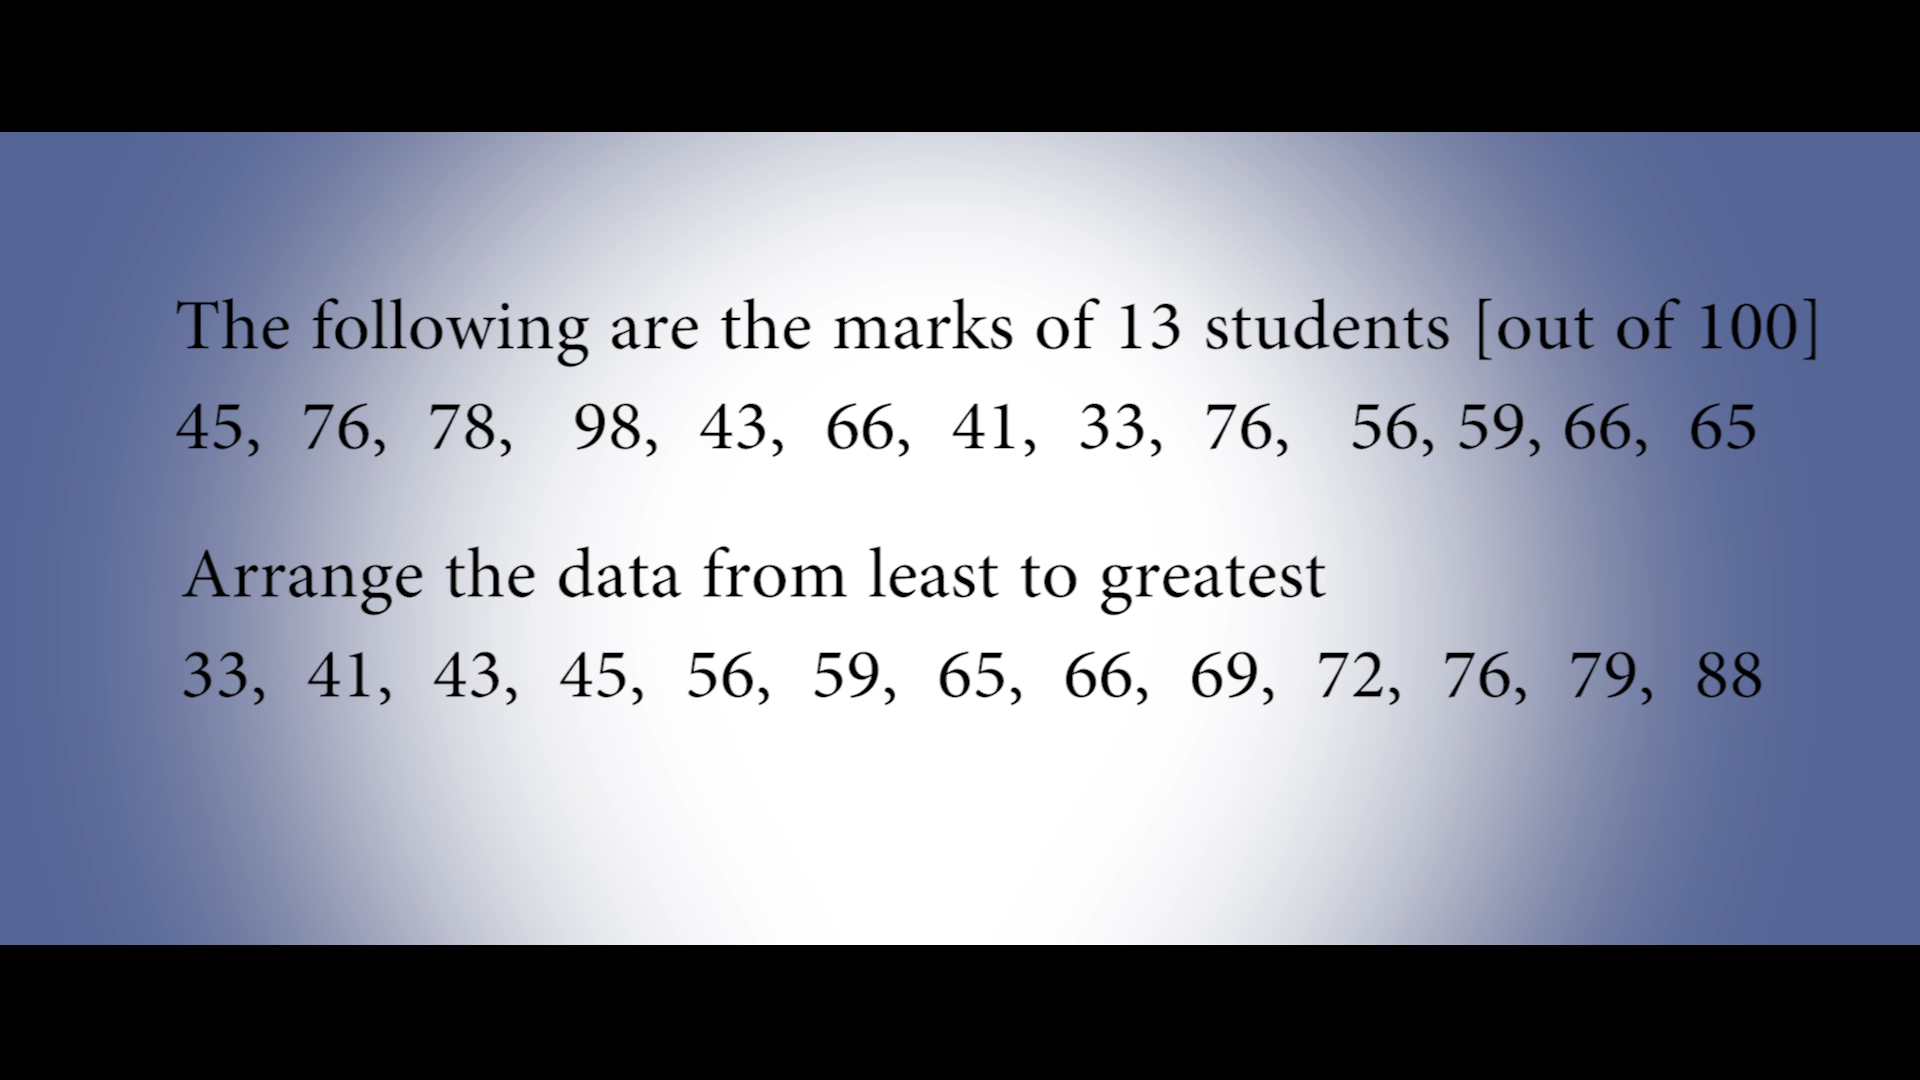 The following are the marks of 13 students [out of 100]
45, 76, 78, 98, 43, 66, 41, 33, 76, 56, 59, 66, 65
Arrange the data from least to greatest
33, 41, 43, 45, 56, 59, 65, 66, 69, 72, 76, 79, 88